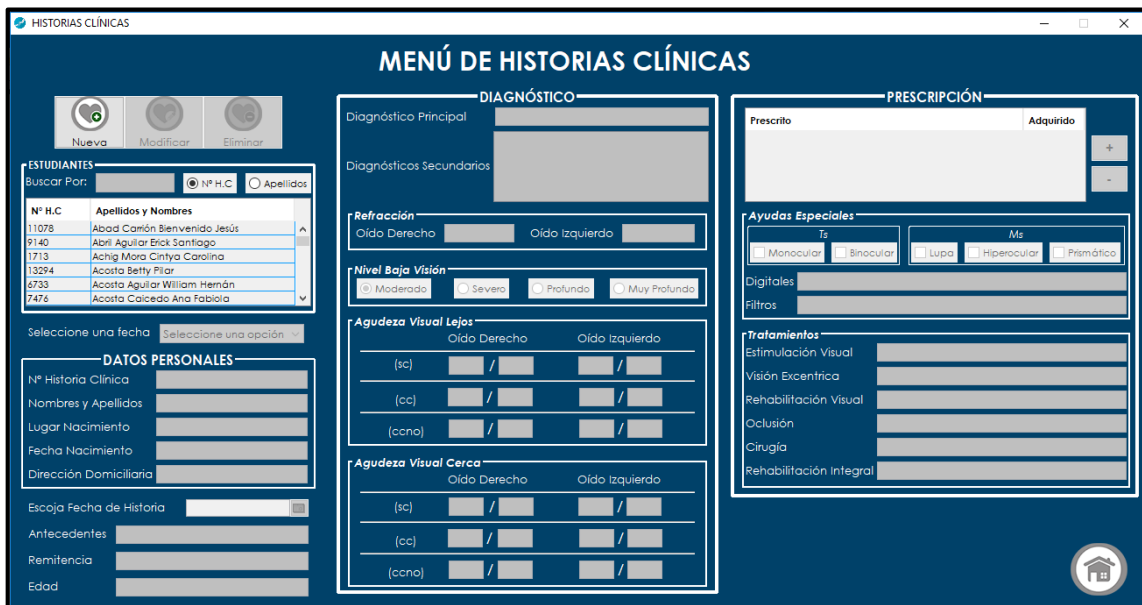 HISTORIAS CLÍNICAS
MENÚ DE HISTORIAS CLÍNICAS
Nueva Modificar Eliminar
ESTUDIANTES
Buscar Por: Nº H.C Apellidos
Nº H.C Apellidos y Nombres
11078 Abad Carrión Bienvenido Jesús
9140 Abril Aguilar Erick Santiago
1713 Achig Mora Cintya Carolina
13294 Acosta Betty Pilar
6733 Acosta Aguilar William Hernán
7476 Acosta Caicedo Ana Fabiola
Seleccione una fecha Seleccione una opción
DATOS PERSONALES
Nº Historia Clínica
Nombres y Apellidos
Lugar Nacimiento
Fecha Nacimiento
Dirección Domiciliaria
Escoja Fecha de Historia
Antecedentes
Remitencia
Edad
DIAGNÓSTICO
Diagnóstico Principal
Diagnósticos Secundarios
Refracción
Oído Derecho Oído Izquierdo
Nivel Baja Visión
Moderado Severo Profundo Muy Profundo
Agudeza Visual Lejos
Oído Derecho Oído Izquierdo
(sc) / /
(cc) / /
(ccno) / /
Agudeza Visual Cerca
Oído Derecho Oído Izquierdo
(sc) / /
(cc) / /
(ccno) / /
PRESCRIPCIÓN
Prescrito Adquirido
+
-
Ayudas Especiales
Ts Ms
Monocular Binocular Lupa Hiperocular Prismático
Digitales
Filtros
Tratamientos
Estimulación Visual
Visión Excentrica
Rehabilitación Visual
Oclusión
Cirugía
Rehabilitación Integral